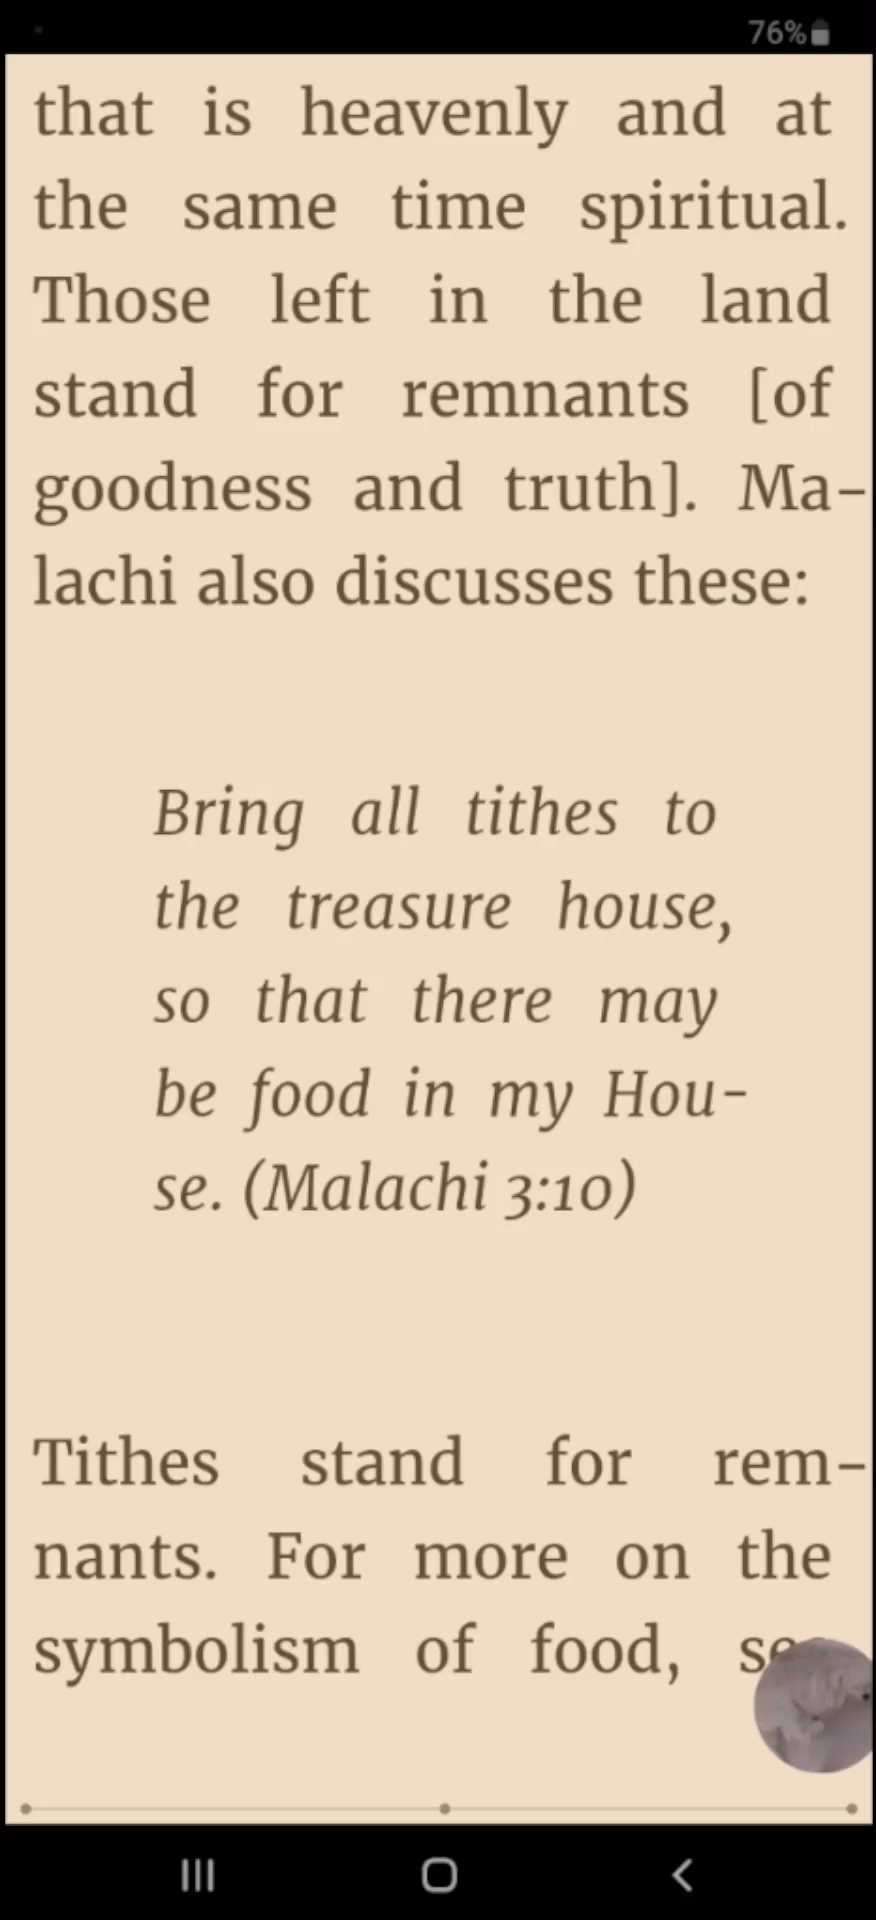 76%
that is heavenly and at
the same time spiritual.
Those left in the land
stand for remnants [of
goodness and truth]. Ma-
lachi also discusses these:
Bring all tithes to
the treasure house,
so that there may
be food in my Hou-
se. (Malachi 3:10)
Tithes stand for rem-
nants. For more on the
symbolism of food,